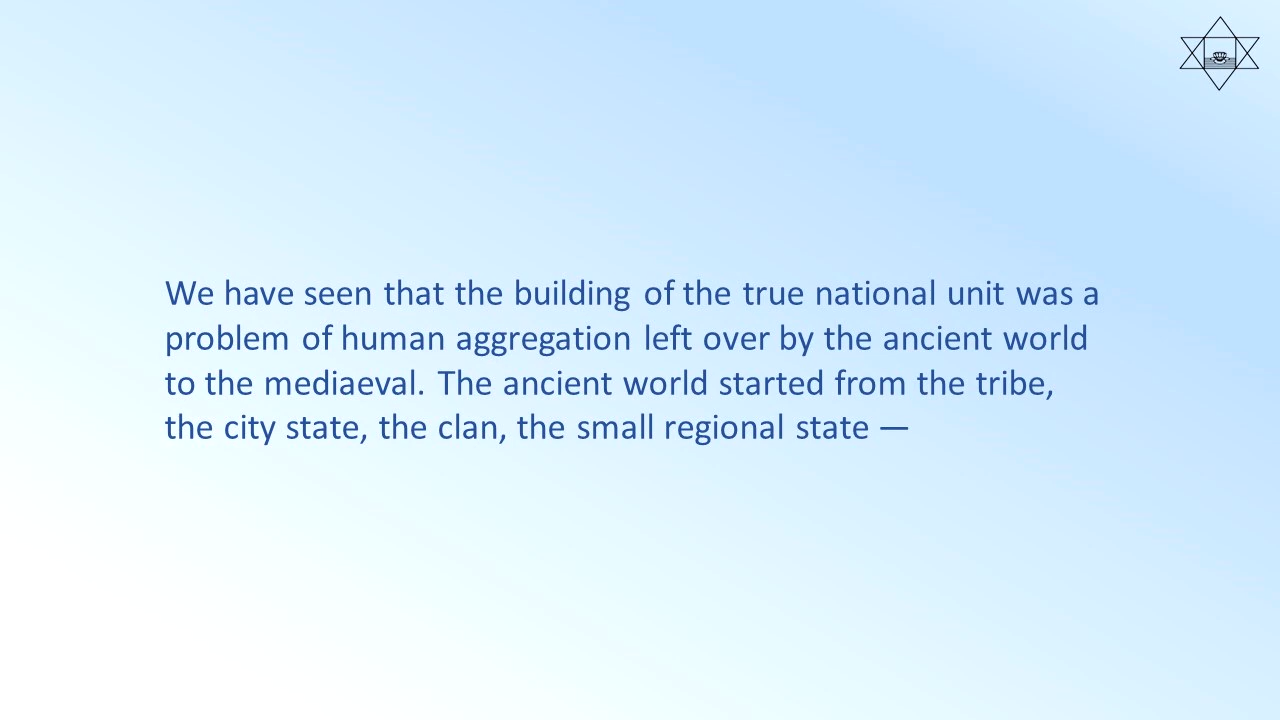 We have seen that the building of the true national unit was a
problem of human aggregation left over by the ancient world
to the mediaeval. The ancient world started from the tribe,
the city state, the clan, the small regional state —